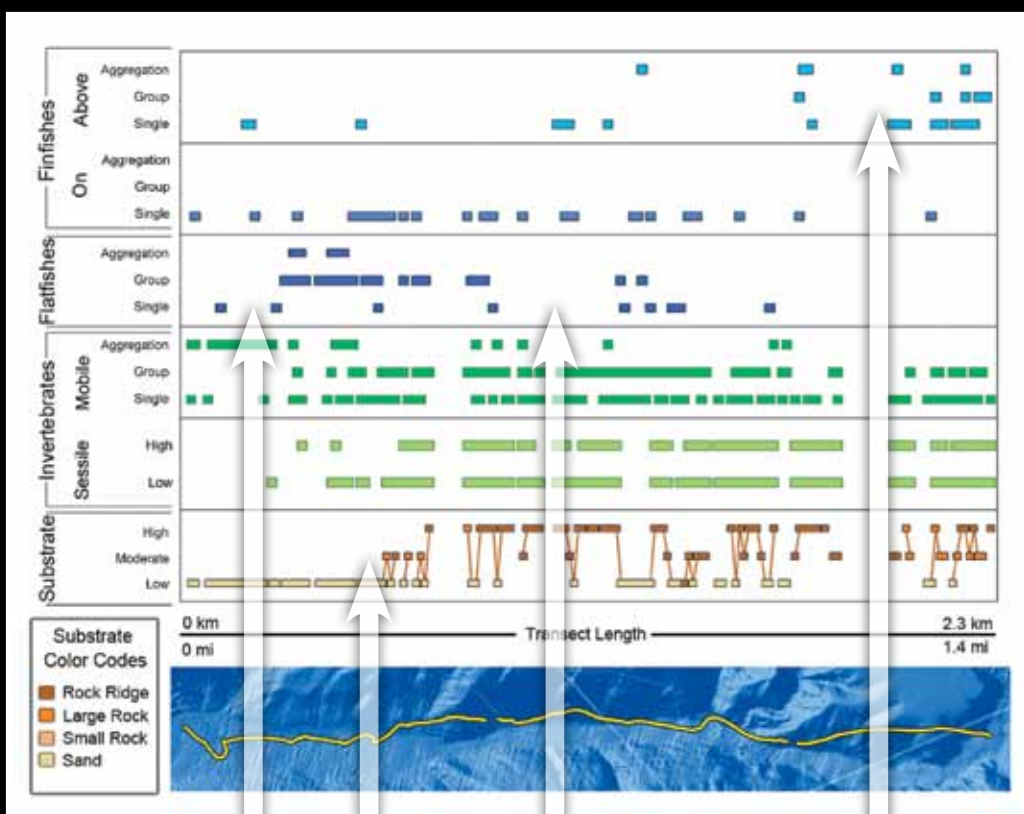 Finfishes
Above
Aggregation
Group
Single
On
Aggregation
Group
Single
Flatfishes
Aggregation
Group
Single
Invertebrates
Mobile
Aggregation
Group
Single
Sessile
High
Low
Substrate
High
Moderate
Low
0 km
Transect Length
2.3 km
0 mi
1.4 mi
Substrate
Color Codes
Rock Ridge
Large Rock
Small Rock
Sand